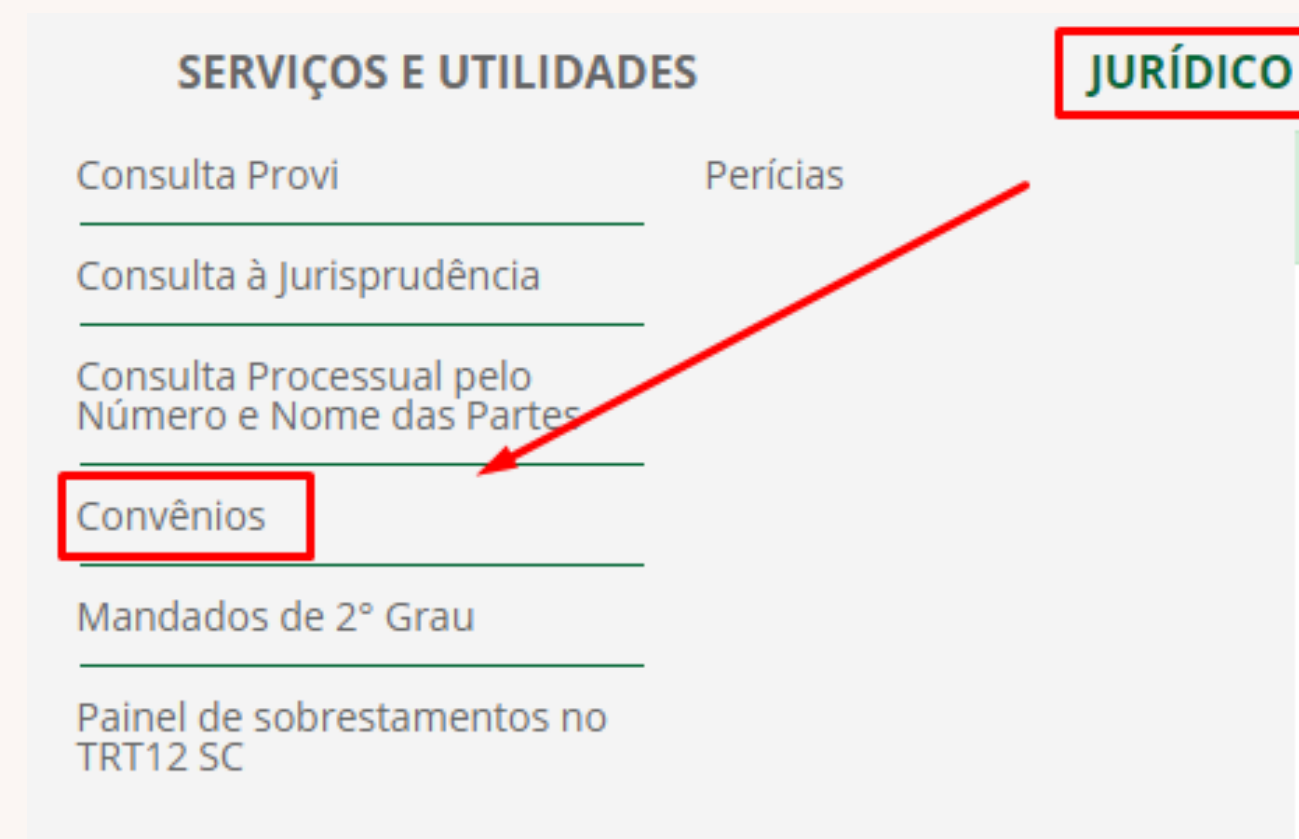 SERVIÇOS E UTILIDADES
JURÍDICO
Consulta Provi
Perícias
Consulta à Jurisprudência
Consulta Processual pelo
Número e Nome das Partes
Convênios
Mandados de 2° Grau
Painel de sobrestamentos no
TRT12 SC